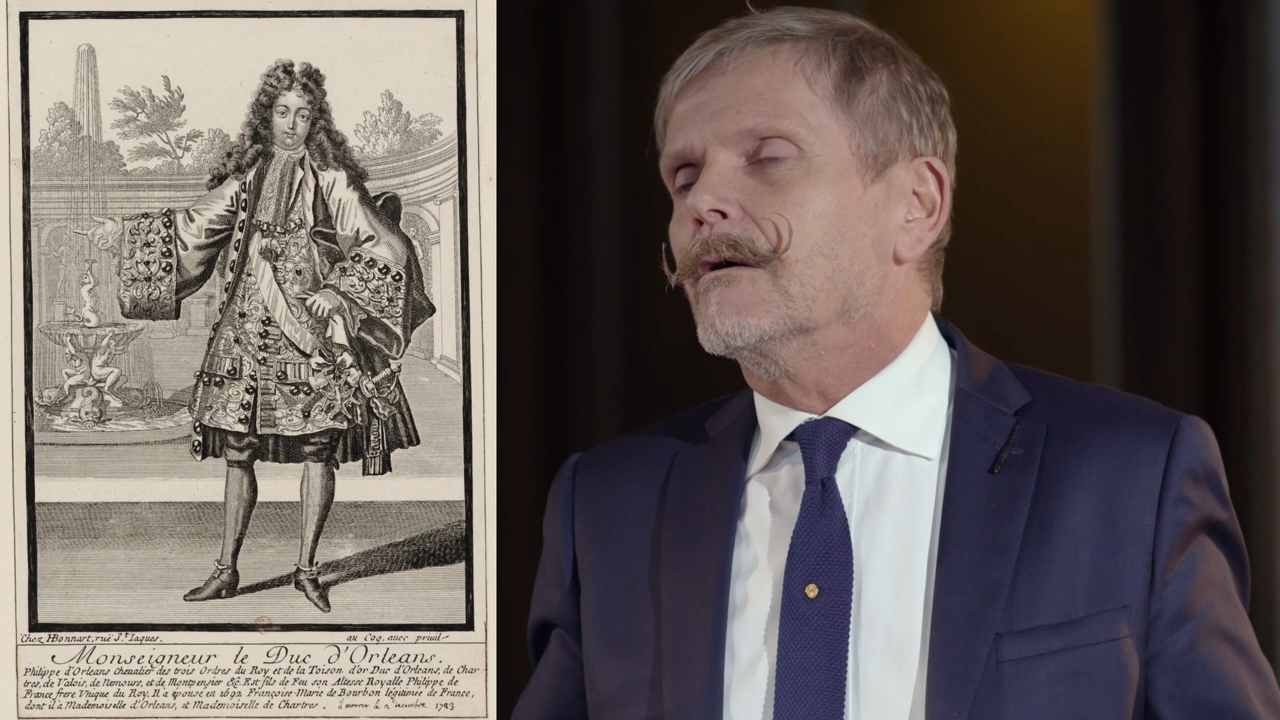 Chez H.Bonnart, rüe S.t Iaques, au Coq, avec privil
Monseigneur le Duc d'Orleans.
Philippe d'Orleans chevalier des trois Ordres du Roy et de la Toison d'or Duc d'Orleans, de Char
tres, de Valois, de Nemours, et de Montpensier &c. Est fils de Feu son Altesse Royalle Philippe de
France, frere Vnique du Roy. Il a épouse en 1692 Françoise-Marie de Bourbon légitimée de France,
dont il à Mademoiselle d'Orleans, et Mademoiselle de Chartres.